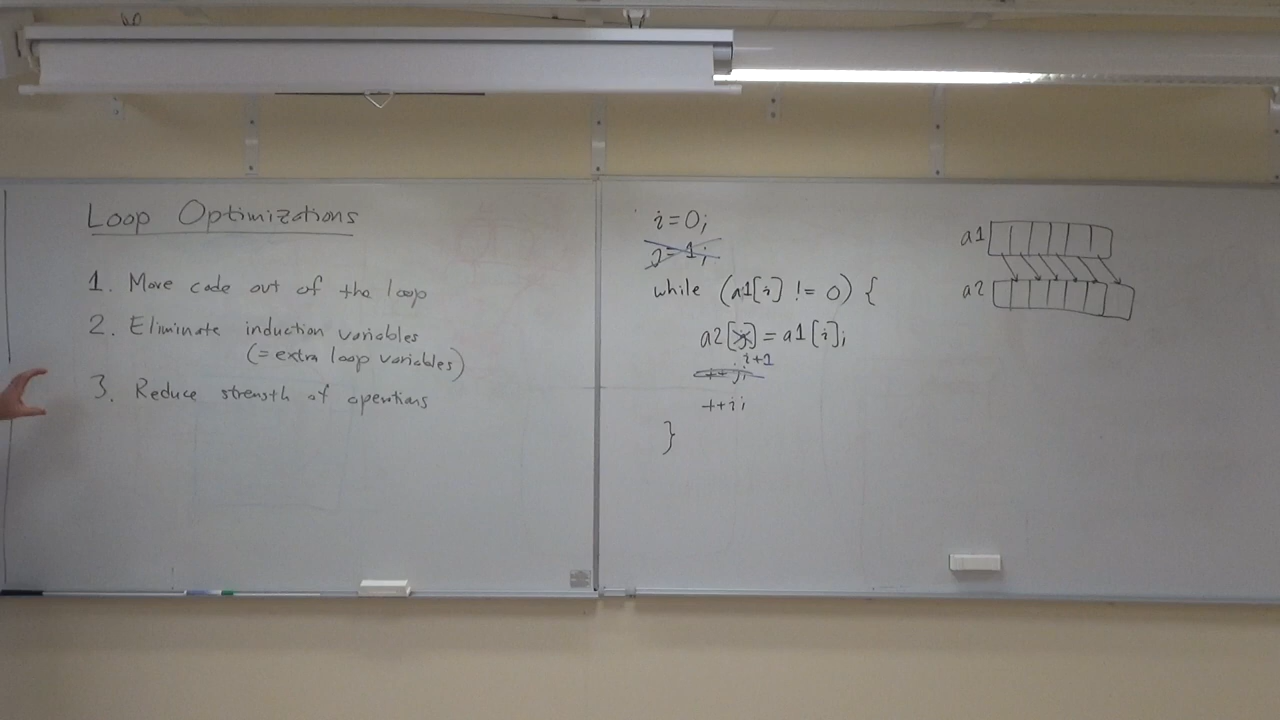 Loop Optimizations
1. Move code out of the loop
2. Eliminate induction variables
(= extra loop variables)
3. Reduce strength of operations
i=0;
j=1;
while (a1[i] != 0) {
a2[j] = a1[i];
i+1
++j;
++i;
}
a1
a2